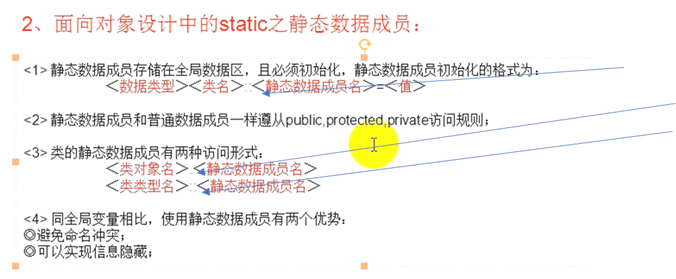 2、面向对象设计中的static之静态数据成员：
<1> 静态数据成员存储在全局数据区，且必须初始化，静态数据成员初始化的格式为：
＜数据类型＞＜类名＞::＜静态数据成员名＞=＜值＞
<2> 静态数据成员和普通数据成员一样遵从public,protected,private访问规则；
<3> 类的静态数据成员有两种访问形式：
＜类对象名＞.＜静态数据成员名＞
＜类类型名＞::＜静态数据成员名＞
<4> 同全局变量相比，使用静态数据成员有两个优势：
◎避免命名冲突；
◎可以实现信息隐藏；